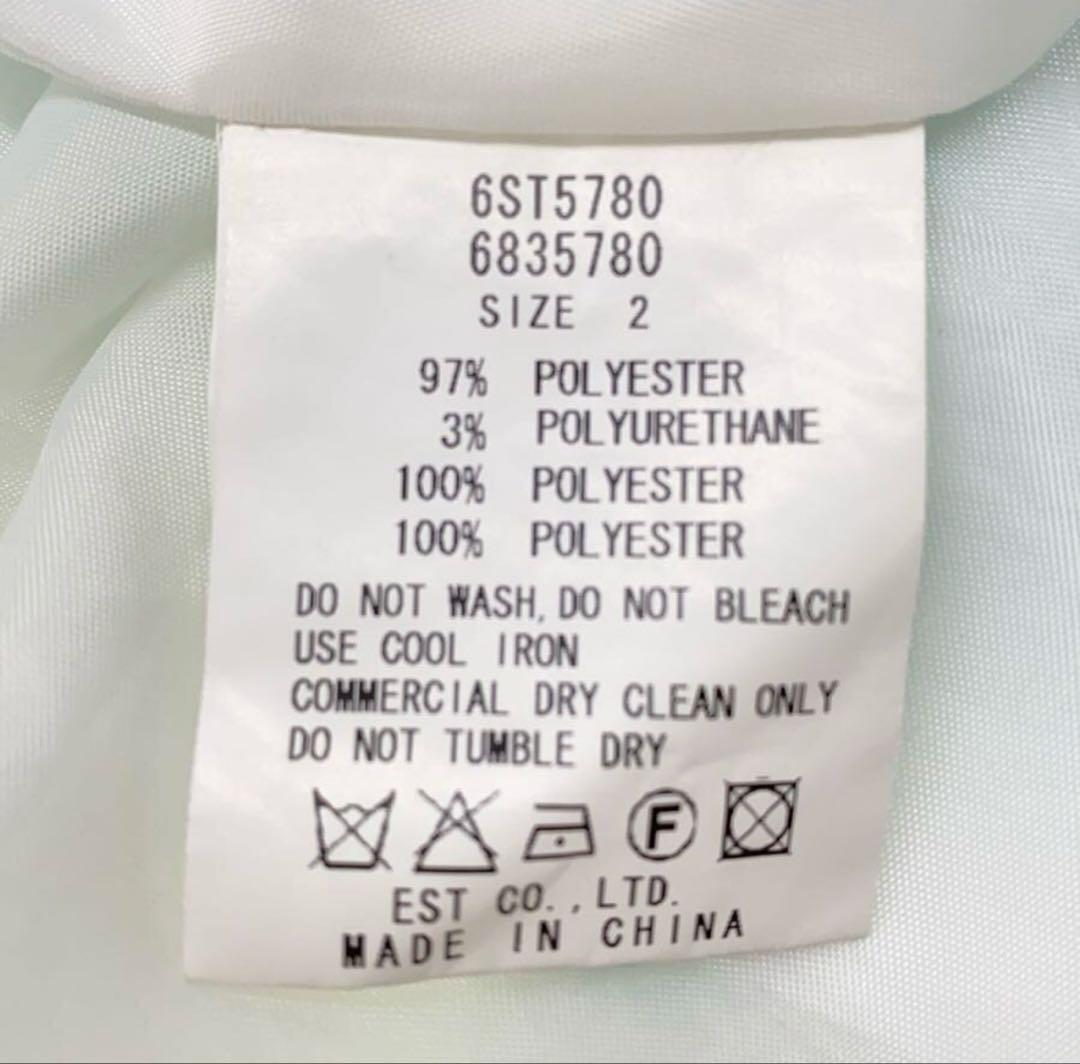 6ST5780
6835780
SIZE 2
97% POLYESTER
3% POLYURETHANE
100% POLYESTER
100% POLYESTER
DO NOT WASH, DO NOT BLEACH
USE COOL IRON
COMMERCIAL DRY CLEAN ONLY
DO NOT TUMBLE DRY
F
EST CO.,LTD.
MADE IN CHINA